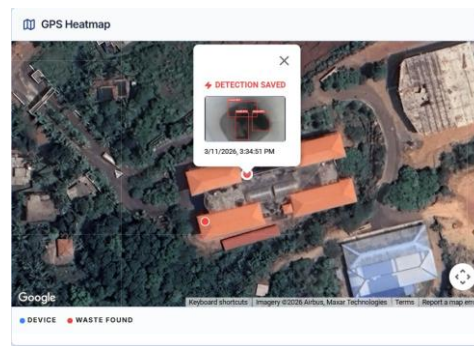 GPS Heatmap
DETECTION SAVED
3/11/2026, 3:34:51 PM
Google
Keyboard shortcuts
Imagery ©2026 Airbus, Maxar Technologies
Terms
Report a map err
DEVICE
WASTE FOUND